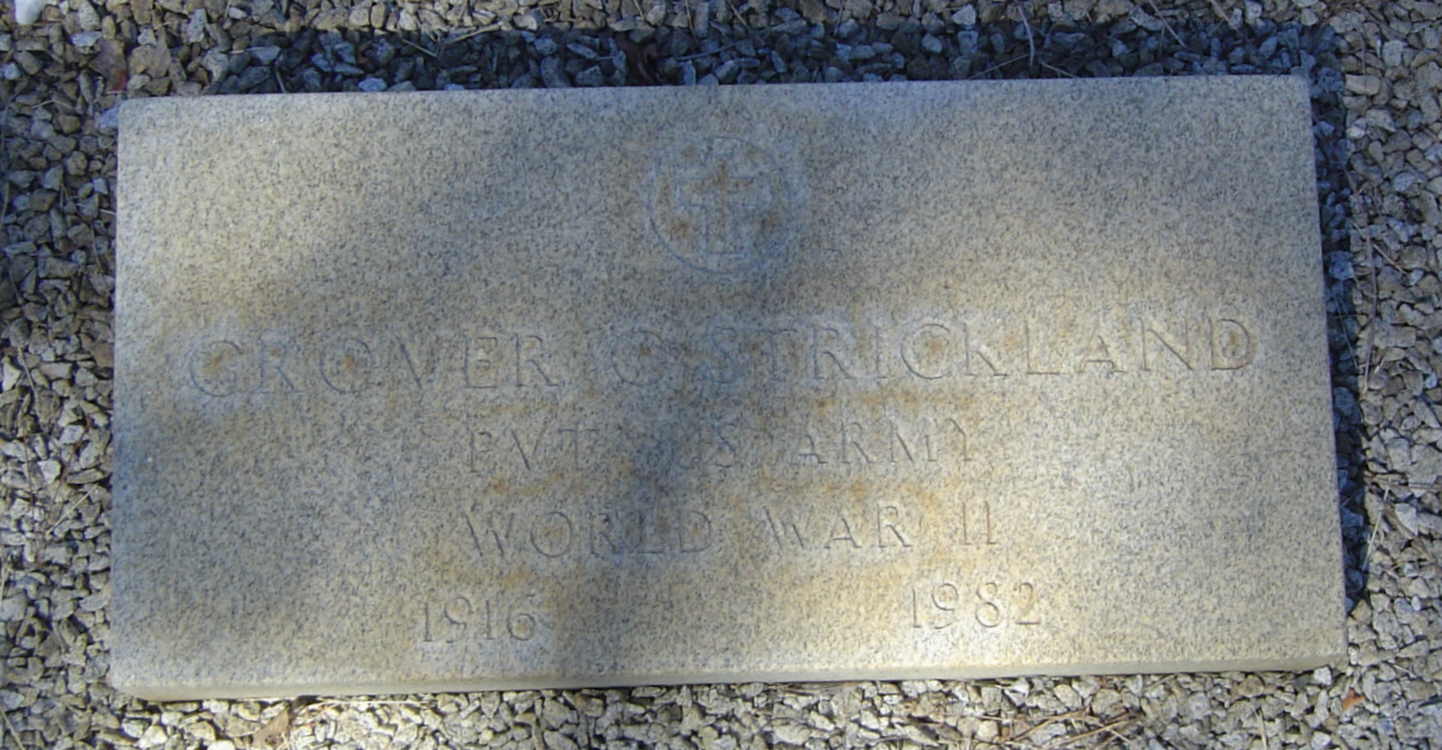 GROVER C STRICKLAND
PVT US ARMY
WORLD WAR II
1916 1982